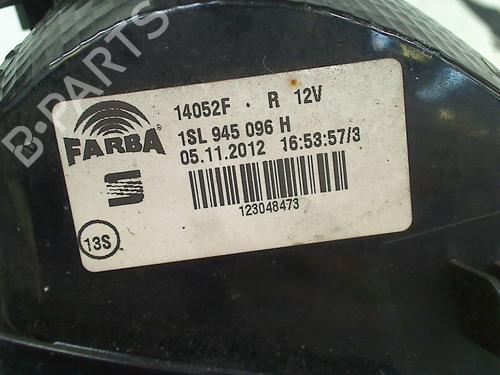 B-PARTS
14052F · R 12V
FARBA
1SL 945 096 H
05.11.2012 16:53:57/3
123048473
13S